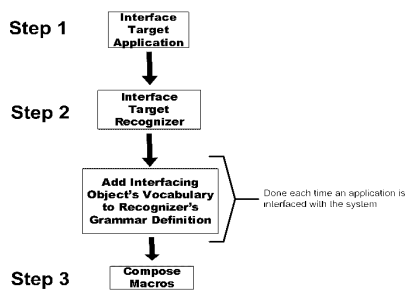 Step 1
Interface
Target
Application
Step 2
Interface
Target
Recognizer
Add Interfacing
Object's Vocabulary
to Recognizer's
Grammar Definition
Done each time an application is
interfaced with the system
Step 3
Compose
Macros